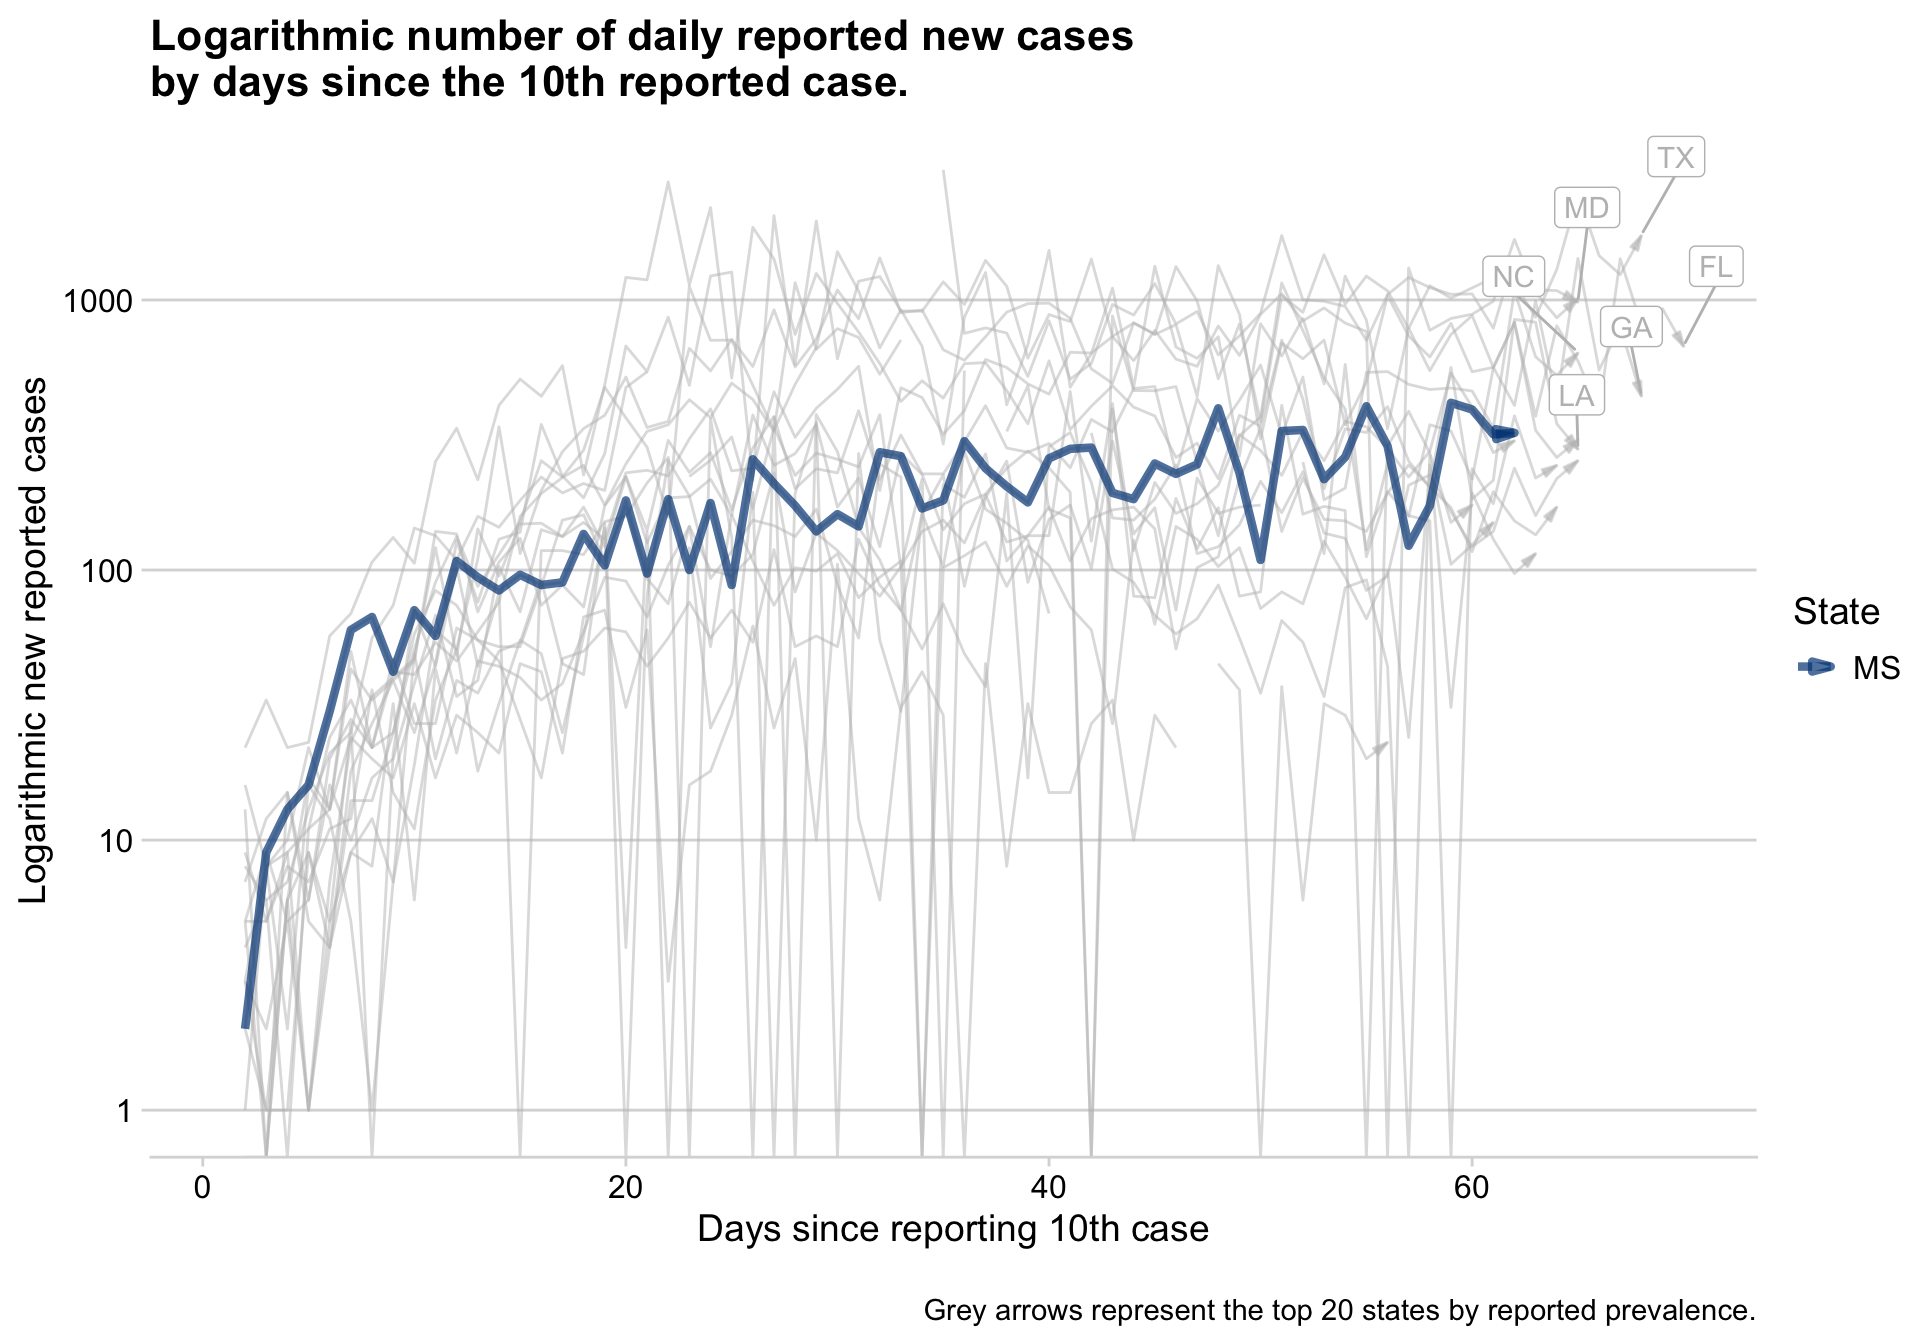 Logarithmic number of daily reported new cases
by days since the 10th reported case.
TX
MD
FL
NC
GA
LA
1000
100
10
1
Logarithmic new reported cases
State
MS
0
20
40
60
Days since reporting 10th case
Grey arrows represent the top 20 states by reported prevalence.